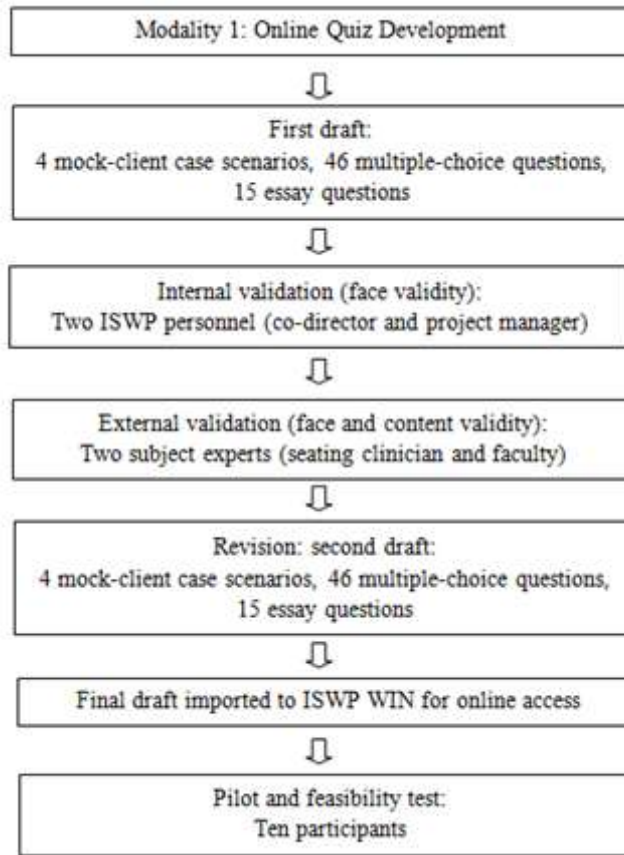 Modality 1: Online Quiz Development
First draft:
4 mock-client case scenarios, 46 multiple-choice questions,
15 essay questions
Internal validation (face validity):
Two ISWP personnel (co-director and project manager)
External validation (face and content validity):
Two subject experts (seating clinician and faculty)
Revision: second draft:
4 mock-client case scenarios, 46 multiple-choice questions,
15 essay questions
Final draft imported to ISWP WIN for online access
Pilot and feasibility test:
Ten participants